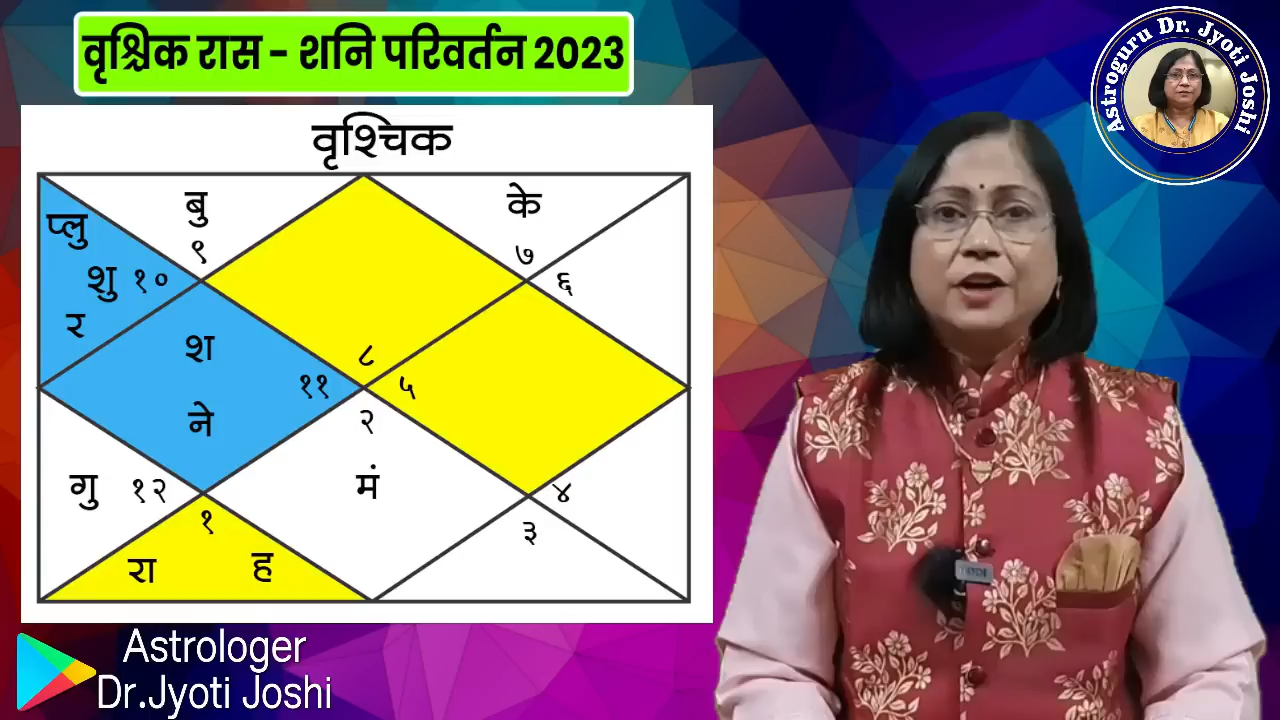 वृश्चिक रास - शनि परिवर्तन 2023
Astroguru Dr. Jyoti Joshi
वृश्चिक
बु
९
के
७
प्लु
शु १०
र
६
श
८
११
५
ने
२
गु १२
मं
४
१
३
रा
ह
Astrologer
Dr.Jyoti Joshi